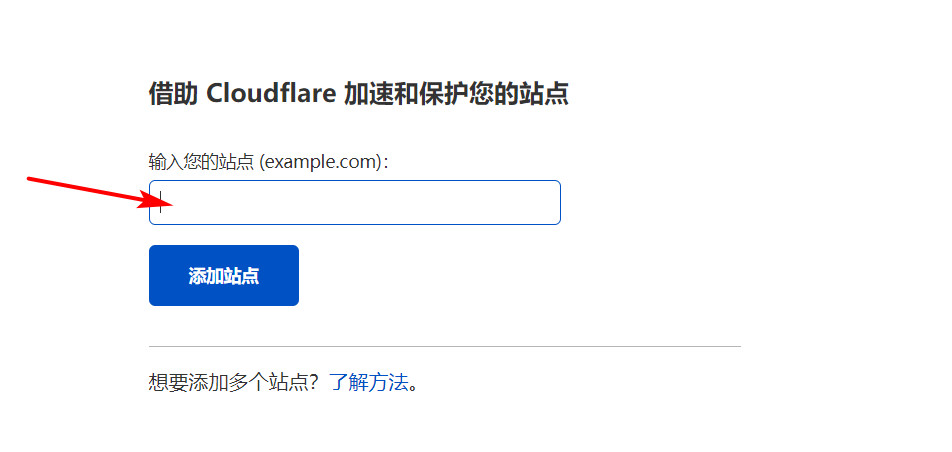 借助 Cloudflare 加速和保护您的站点
输入您的站点 (example.com)：
添加站点
想要添加多个站点？了解方法。